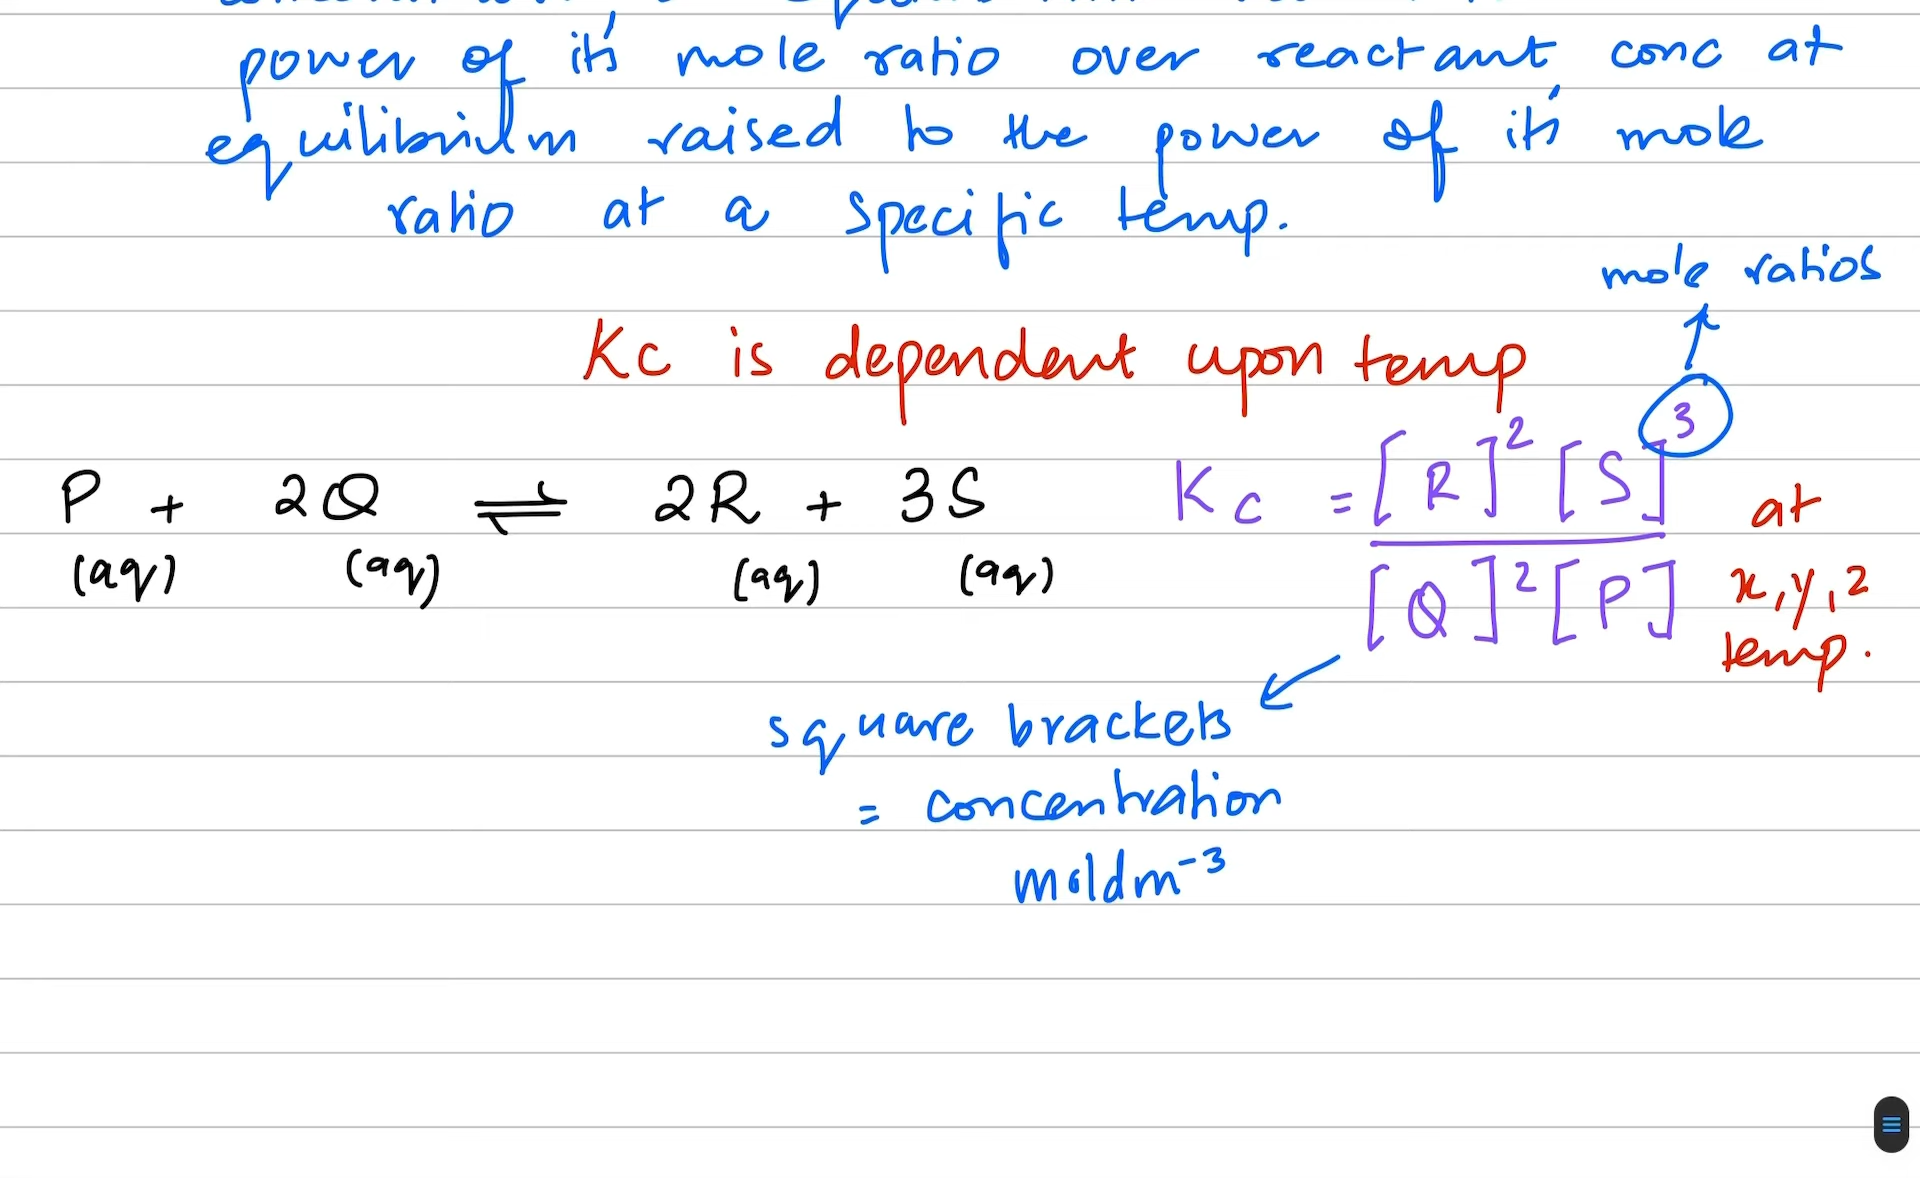 power of it's mole ratio over reactant conc at
equilibrium raised to the power of it's mole
ratio at a specific temp.
mole ratios
Kc is dependent upon temp
P + 2Q ⇌ 2R + 3S
(aq) (aq) (aq) (aq)
Kc = [R]² [S]³
[Q]² [P]
at
x, y, z
temp.
square brackets
= concentration
moldm⁻³